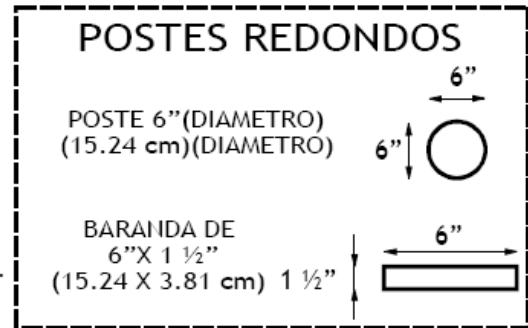 POSTES REDONDOS
6”
POSTE 6”(DIAMETRO)
(15.24 cm)(DIAMETRO)
6”
BARANDA DE
6”X 1 ½”
(15.24 X 3.81 cm)
6”
1 ½”